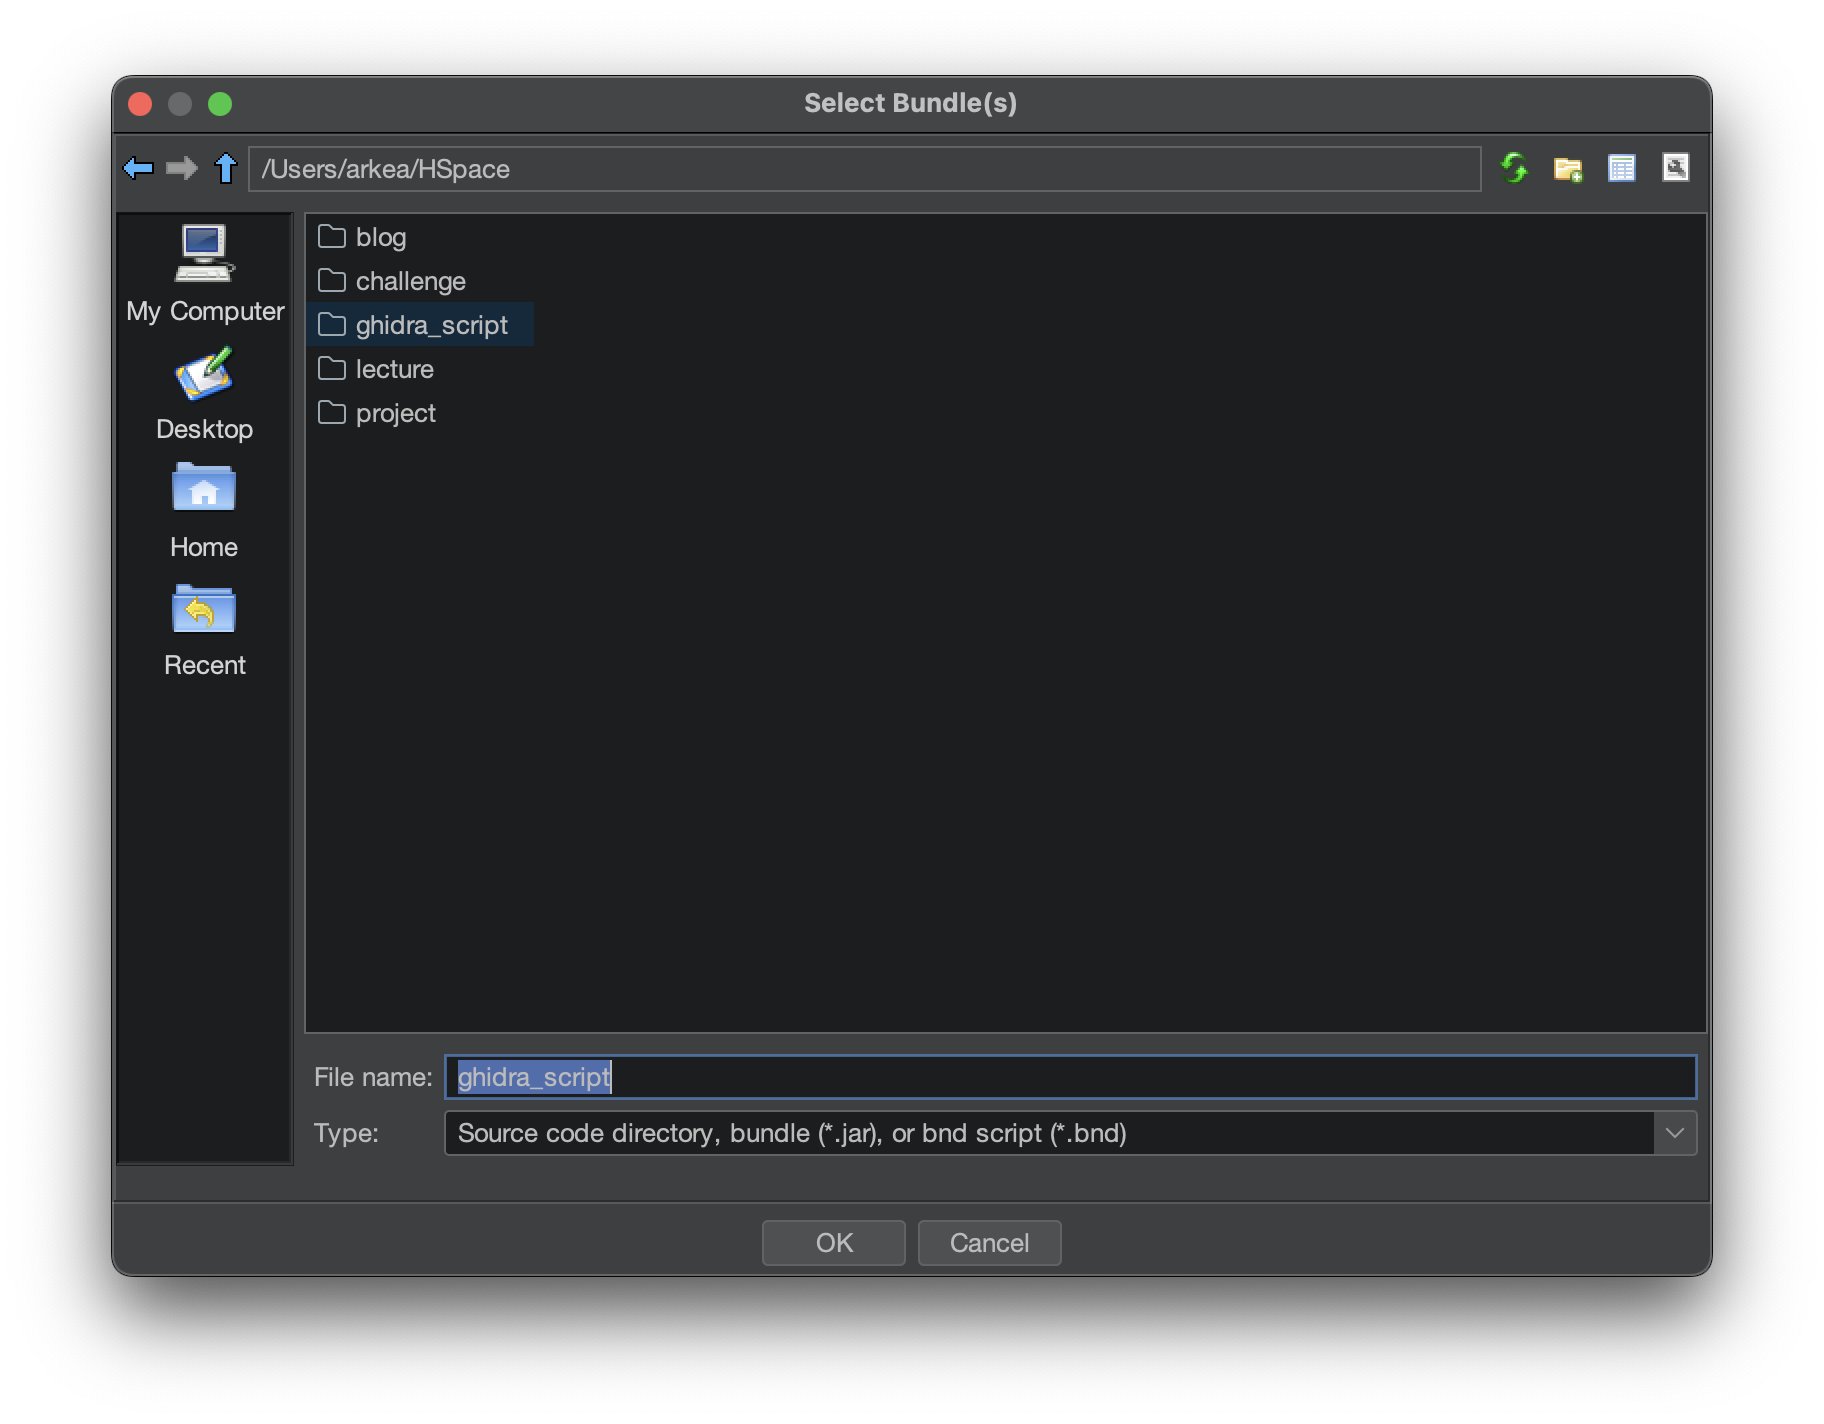 Select Bundle(s)
/Users/arkea/HSpace
My Computer
Desktop
Home
Recent
blog
challenge
ghidra_script
lecture
project
File name: ghidra_script
Type: Source code directory, bundle (*.jar), or bnd script (*.bnd)
OK Cancel